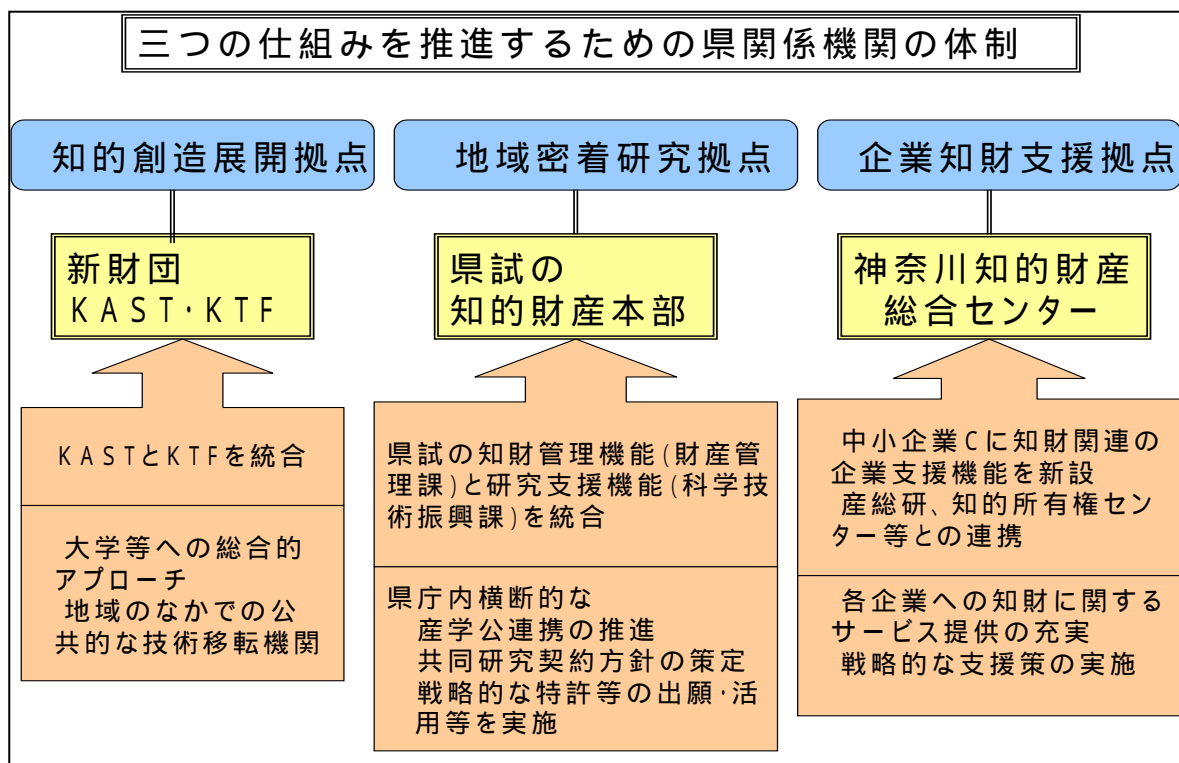 三つの仕組みを推進するための県関係機関の体制
知的創造展開拠点
新財団
KAST・KTF
KASTとKTFを統合
大学等への総合的
アプローチ
地域のなかでの公
共的な技術移転機関
地域密着研究拠点
県試の
知的財産本部
県試の知財管理機能(財産管
理課)と研究支援機能(科学技
術振興課)を統合
県庁内横断的な
産学公連携の推進
共同研究契約方針の策定
戦略的な特許等の出願・活
用等を実施
企業知財支援拠点
神奈川知的財産
総合センター
中小企業Cに知財関連の
企業支援機能を新設
産総研、知的所有権セン
ター等との連携
各企業への知財に関する
サービス提供の充実
戦略的な支援策の実施